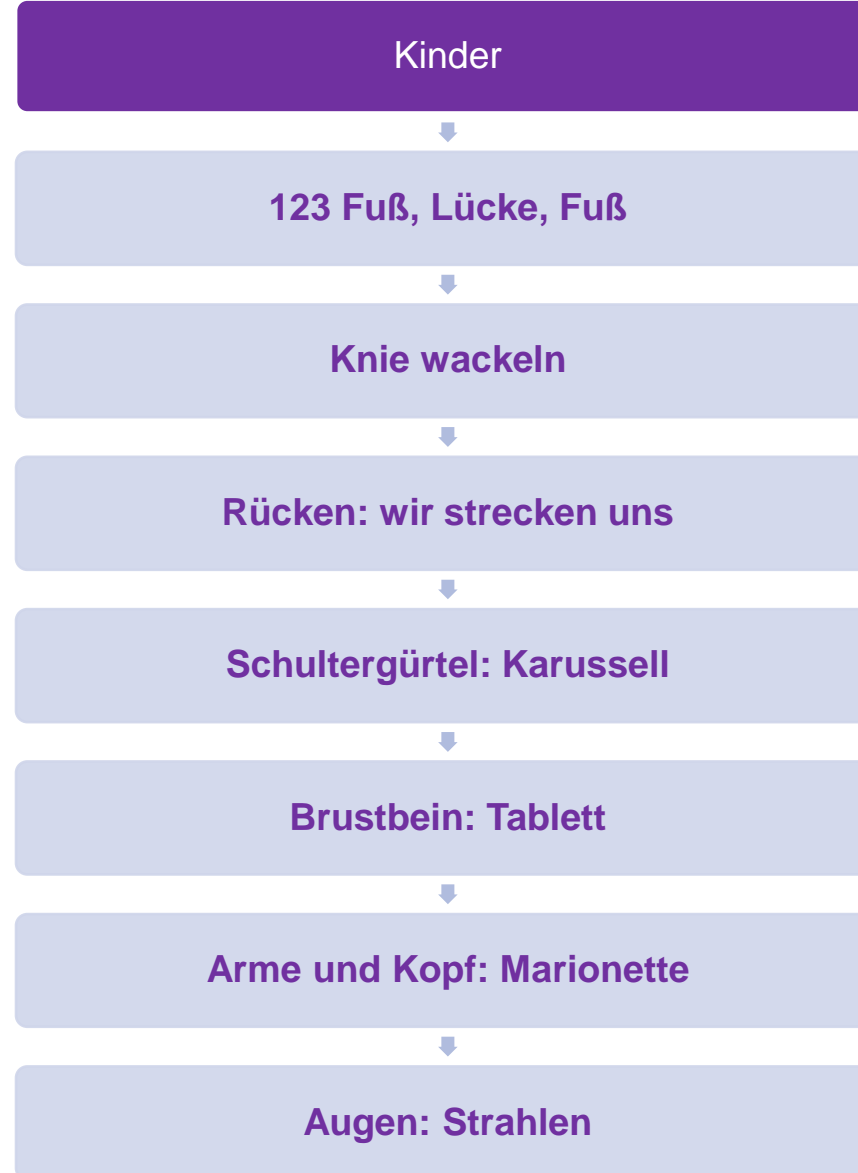 Kinder
123 Fuß, Lücke, Fuß
Knie wackeln
Rücken: wir strecken uns
Schultergürtel: Karussell
Brustbein: Tablett
Arme und Kopf: Marionette
Augen: Strahlen